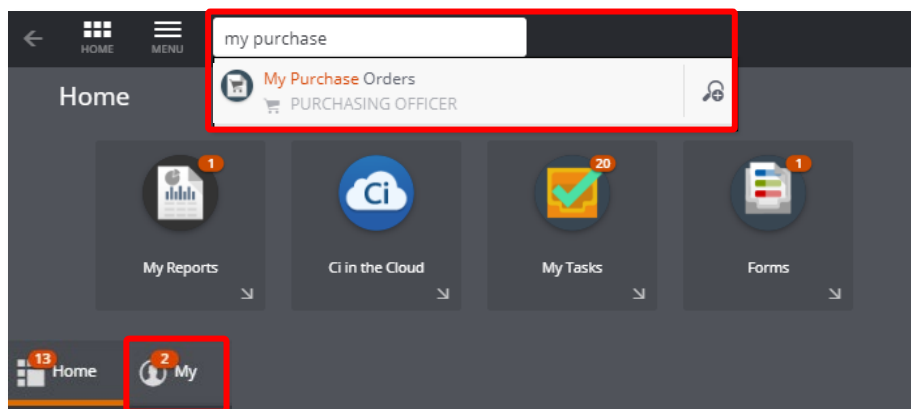 HOME
MENU
my purchase
My Purchase Orders
PURCHASING OFFICER
Home
1
My Reports
Ci
Ci in the Cloud
20
My Tasks
1
Forms
13
Home
2
My